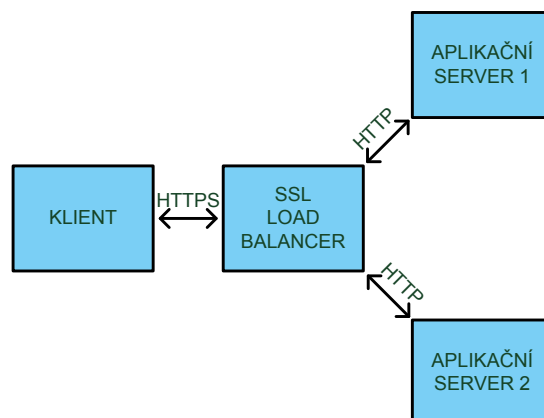 KLIENT
HTTPS
SSL
LOAD
BALANCER
HTTP
APLIKAČNÍ
SERVER 1
HTTP
APLIKAČNÍ
SERVER 2